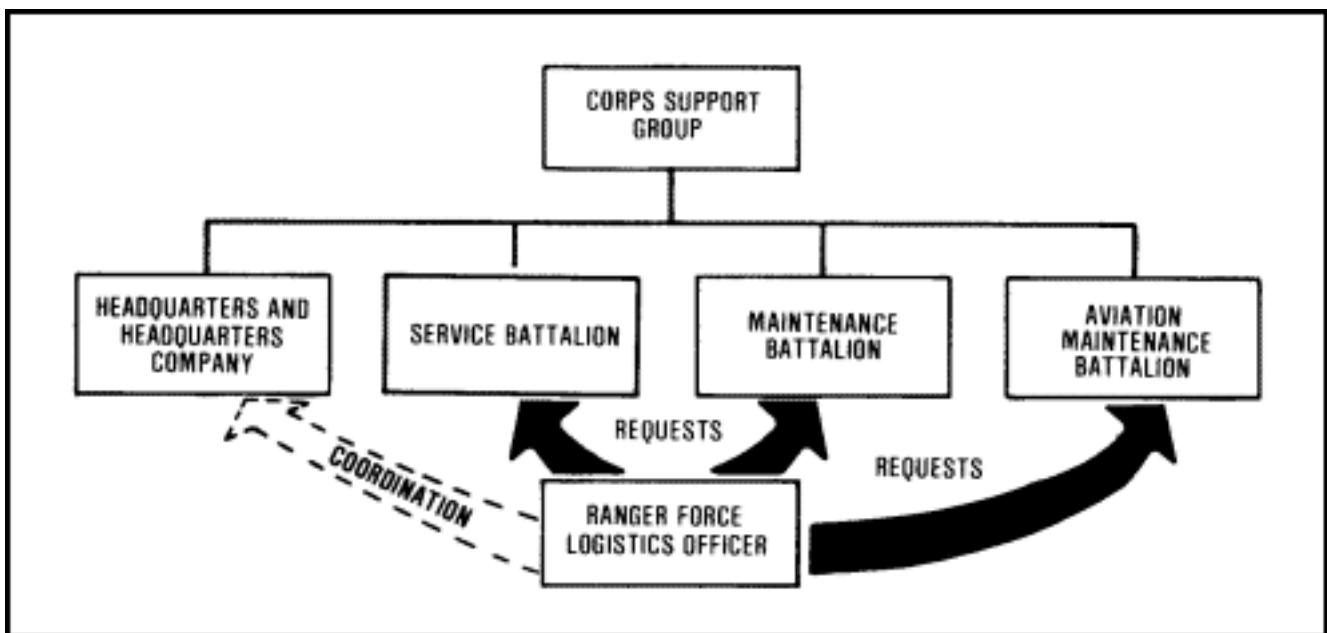 CORPS SUPPORT
GROUP
HEADQUARTERS AND
HEADQUARTERS
COMPANY
SERVICE BATTALION
MAINTENANCE
BATTALION
AVIATION
MAINTENANCE
BATTALION
REQUESTS
COORDINATION
REQUESTS
RANGER FORCE
LOGISTICS OFFICER